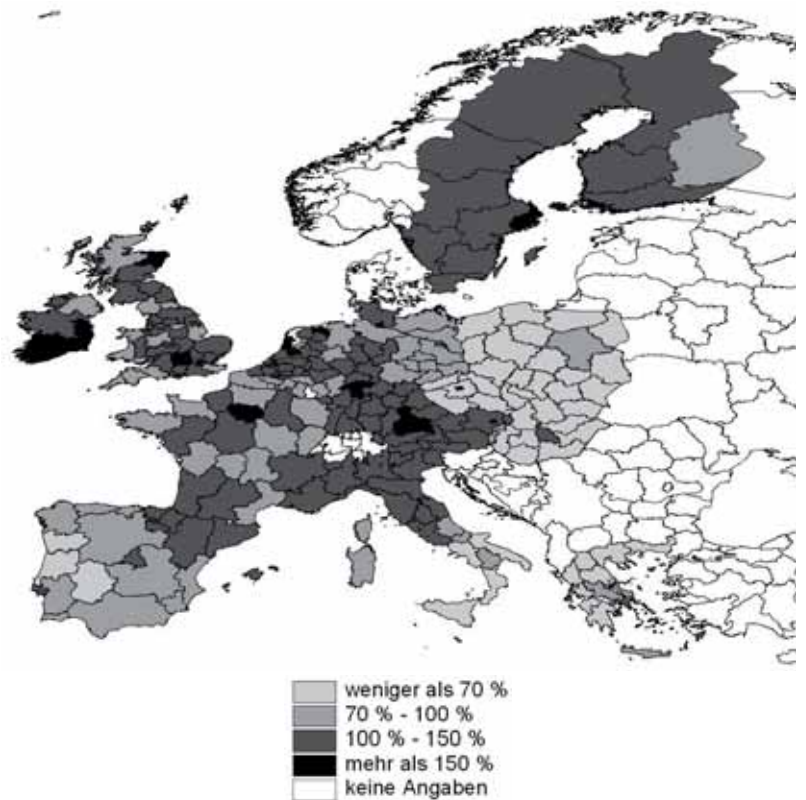 weniger als 70 %
70 % - 100 %
100 % - 150 %
mehr als 150 %
keine Angaben